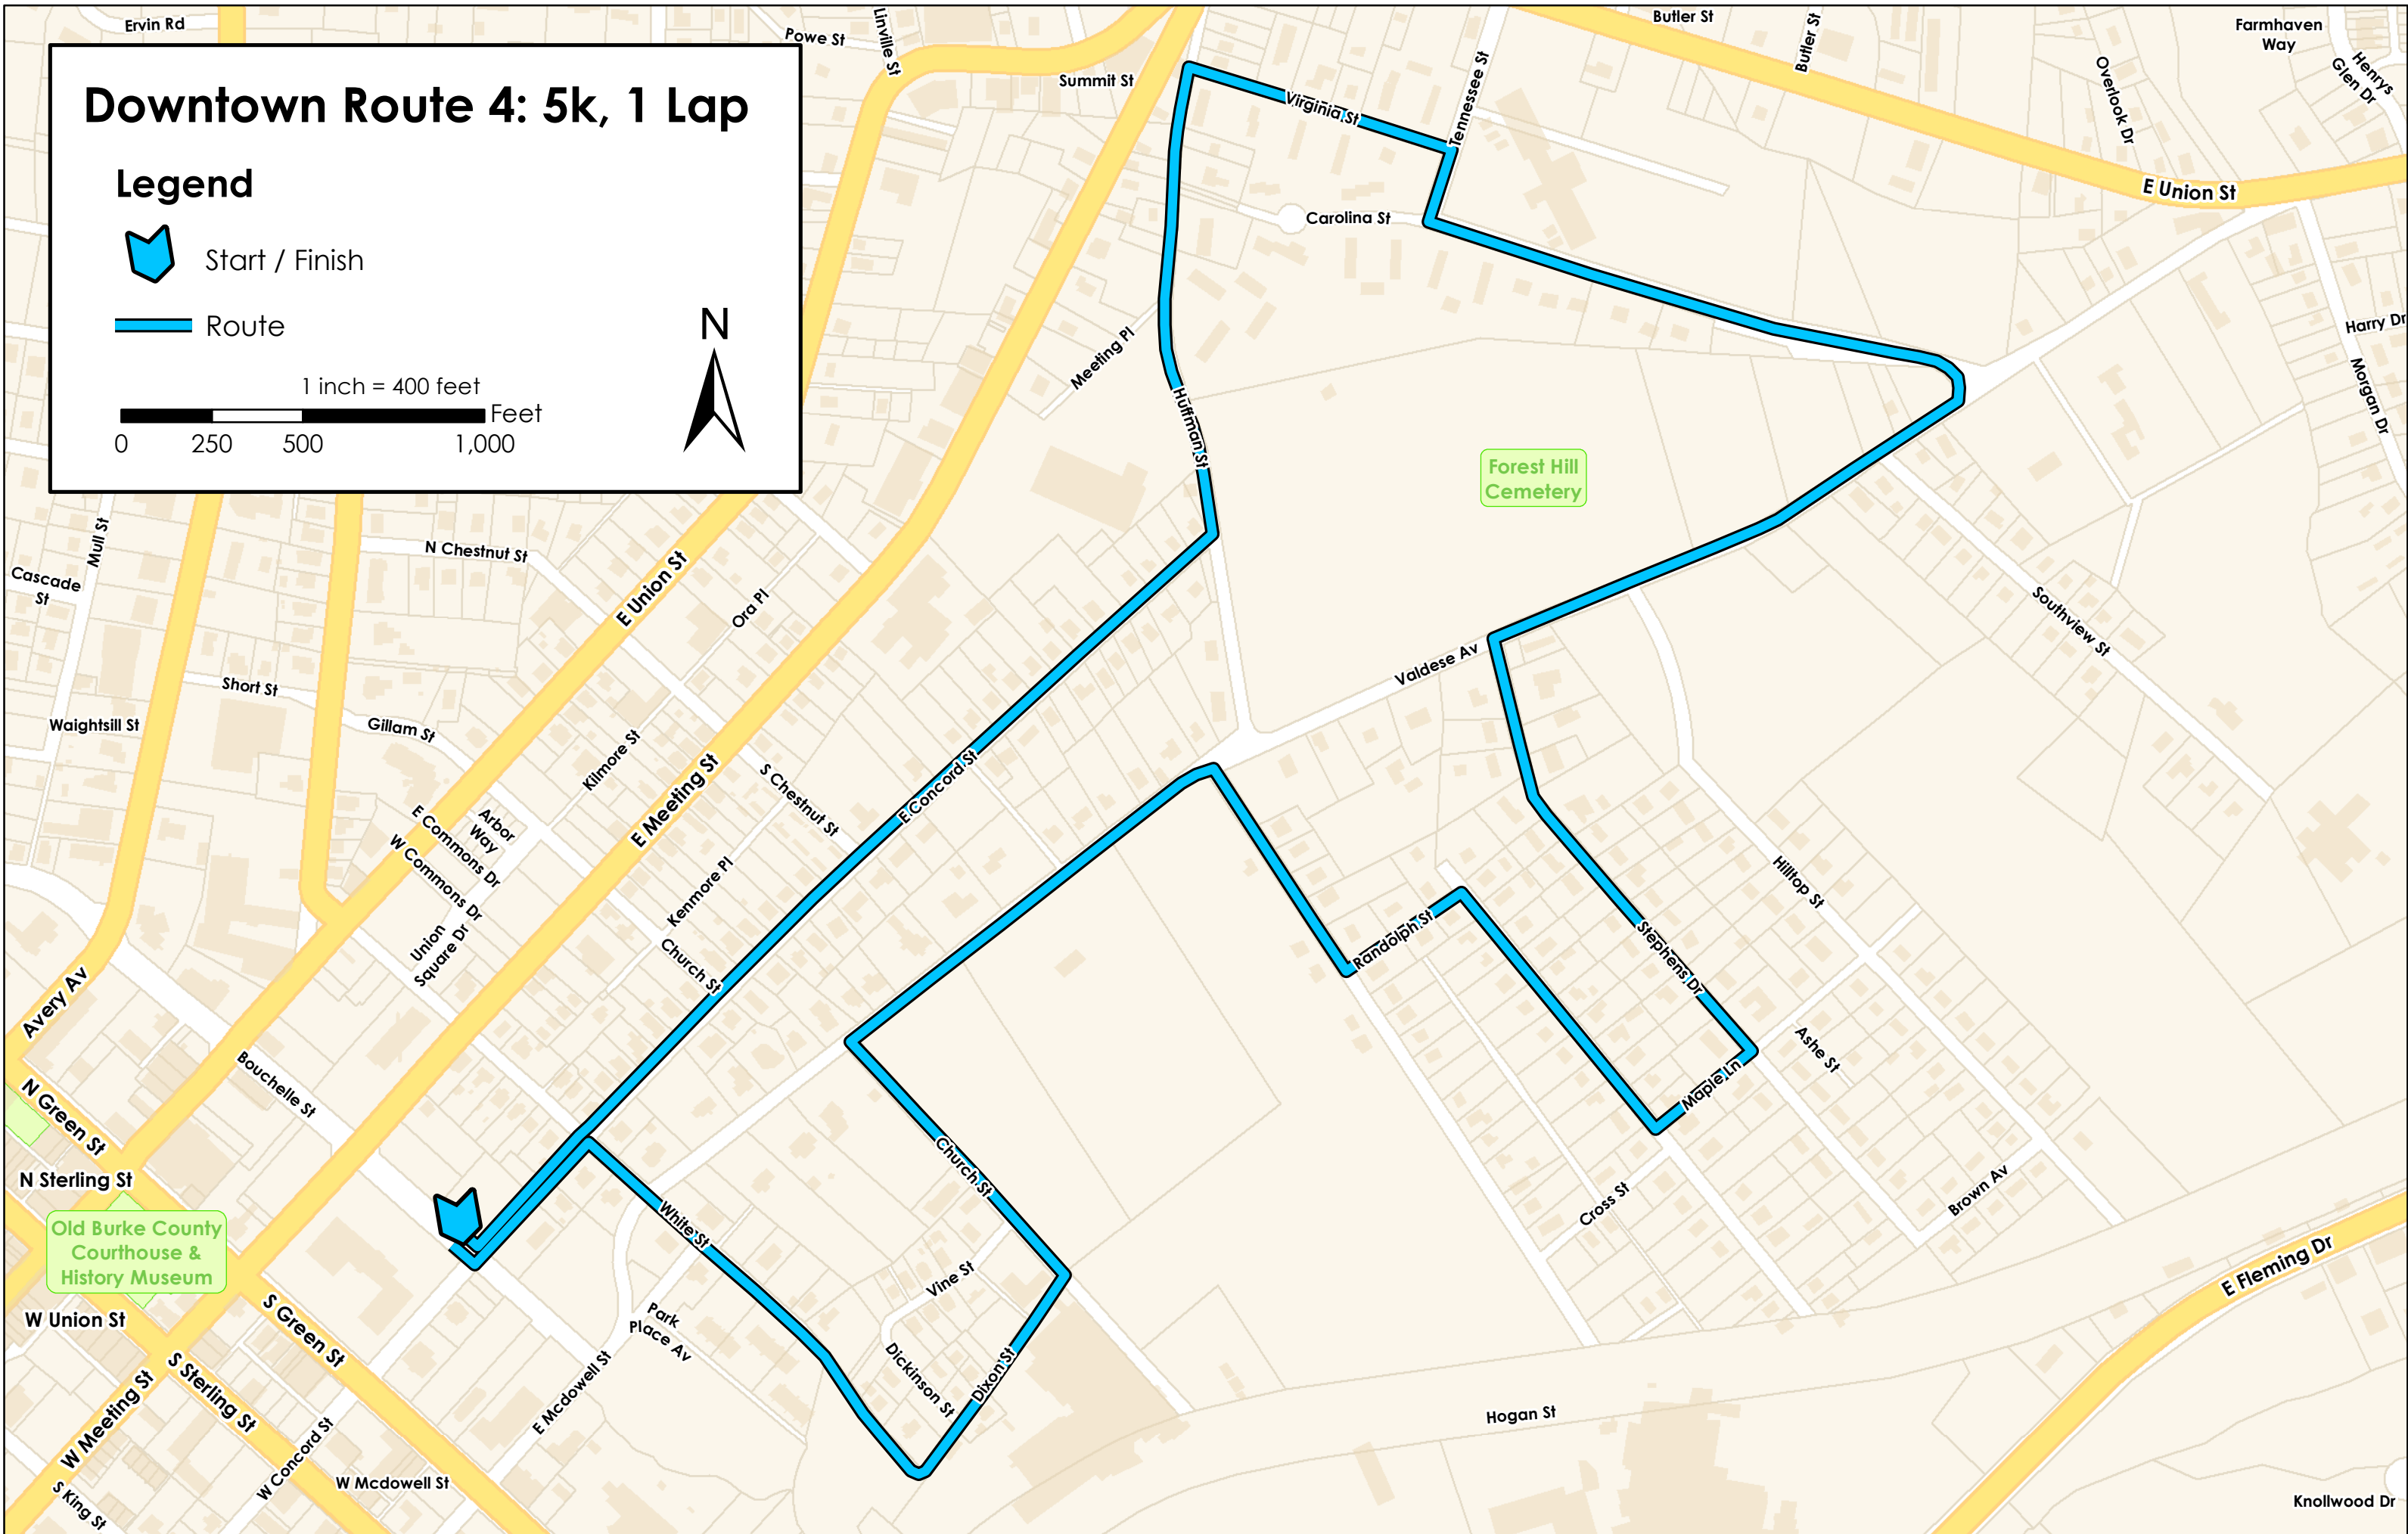 Ervin Rd
Linville St
Powe St
Summit St
Butler St
Butler St
Farmhaven
Way
Henrys
Glen Dr
Overlook Dr
Tennessee St
Virginia St
E Union St
Downtown Route 4: 5k, 1 Lap
Legend
Start / Finish
Route
N
1 inch = 400 feet
Feet
0 250 500 1,000
Carolina St
Harry Dr
Morgan Dr
Meeting Pl
Huffman St
Forest Hill
Cemetery
Mull St
N Chestnut St
Cascade
St
E Union St
Ora Pl
Southview St
Valdese Av
Short St
Waightsill St
Gillam St
Kilmore St
E Meeting St
S Chestnut St
E Concord St
Arbor
Way
E Commons Dr
W Commons Dr
Kenmore Pl
Union
Square Dr
Church St
Randolph St
Stephens Dr
Hilltop St
Avery Av
Bouchelle St
Ashe St
Maple Ln
N Green St
N Sterling St
Church St
White St
Cross St
Brown Av
Old Burke County
Courthouse &
History Museum
Vine St
E Fleming Dr
W Union St
S Green St
Park
Place Av
Dickinson St
Dixon St
S Sterling St
W Meeting St
E Mcdowell St
Hogan St
W Concord St
W Mcdowell St
S King St
Knollwood Dr